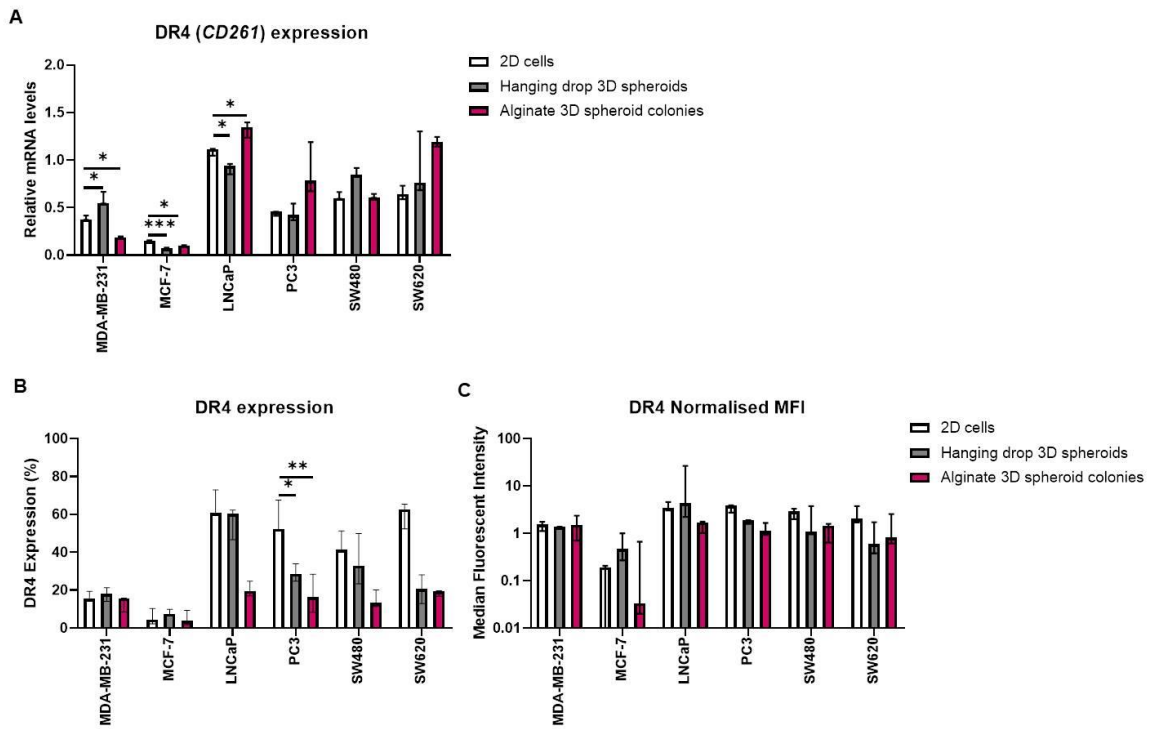 A
DR4 (CD261) expression
2D cells
Hanging drop 3D spheroids
Alginate 3D spheroid colonies
Relative mRNA levels
2.0
1.5
1.0
0.5
0.0
*
*
*
***
*
*
MDA-MB-231
MCF-7
LNCaP
PC3
SW480
SW620
B
DR4 expression
DR4 Expression (%)
100
80
60
40
20
0
**
*
MDA-MB-231
MCF-7
LNCaP
PC3
SW480
SW620
C
DR4 Normalised MFI
2D cells
Hanging drop 3D spheroids
Alginate 3D spheroid colonies
Median Fluorescent Intensity
100
10
1
0.1
0.01
MDA-MB-231
MCF-7
LNCaP
PC3
SW480
SW620